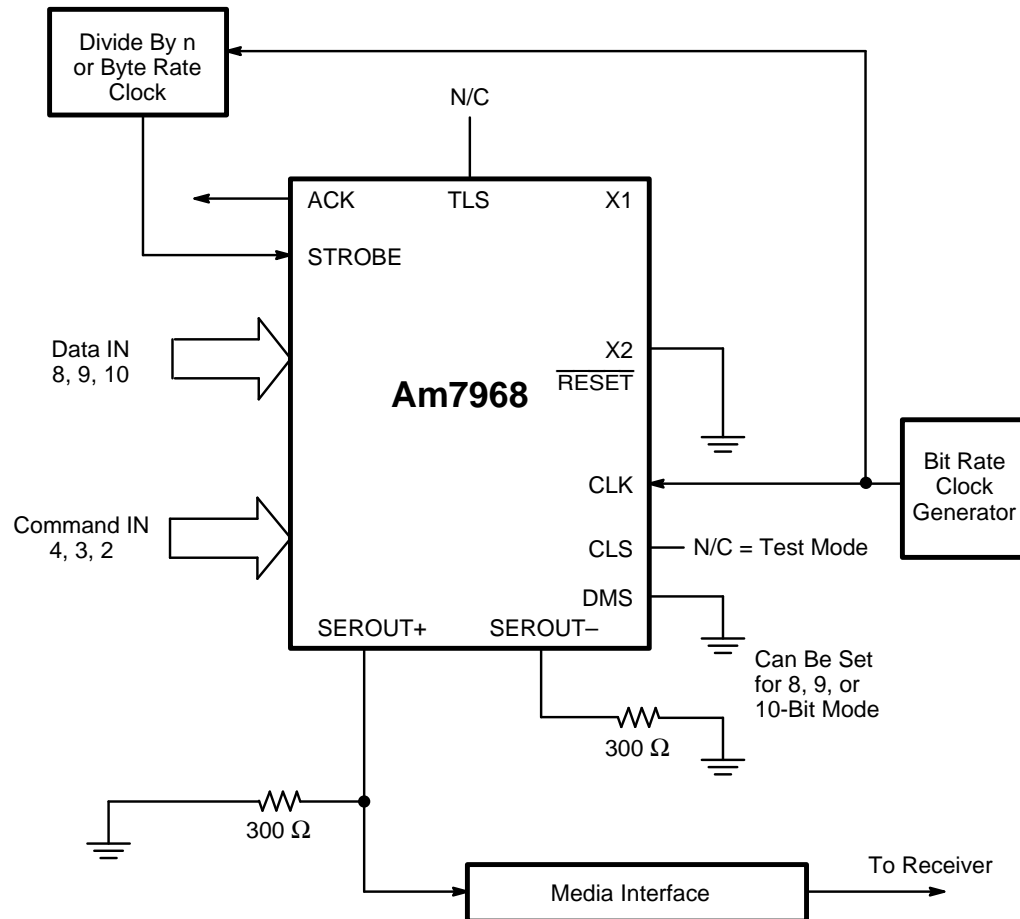 Divide By n
or Byte Rate
Clock
N/C
ACK
TLS
X1
STROBE
Data IN
8, 9, 10
X2
RESET
Am7968
Bit Rate
Clock
Generator
CLK
Command IN
4, 3, 2
CLS
N/C = Test Mode
DMS
SEROUT+
SEROUT–
Can Be Set
for 8, 9, or
10-Bit Mode
300 Ω
300 Ω
To Receiver
Media Interface